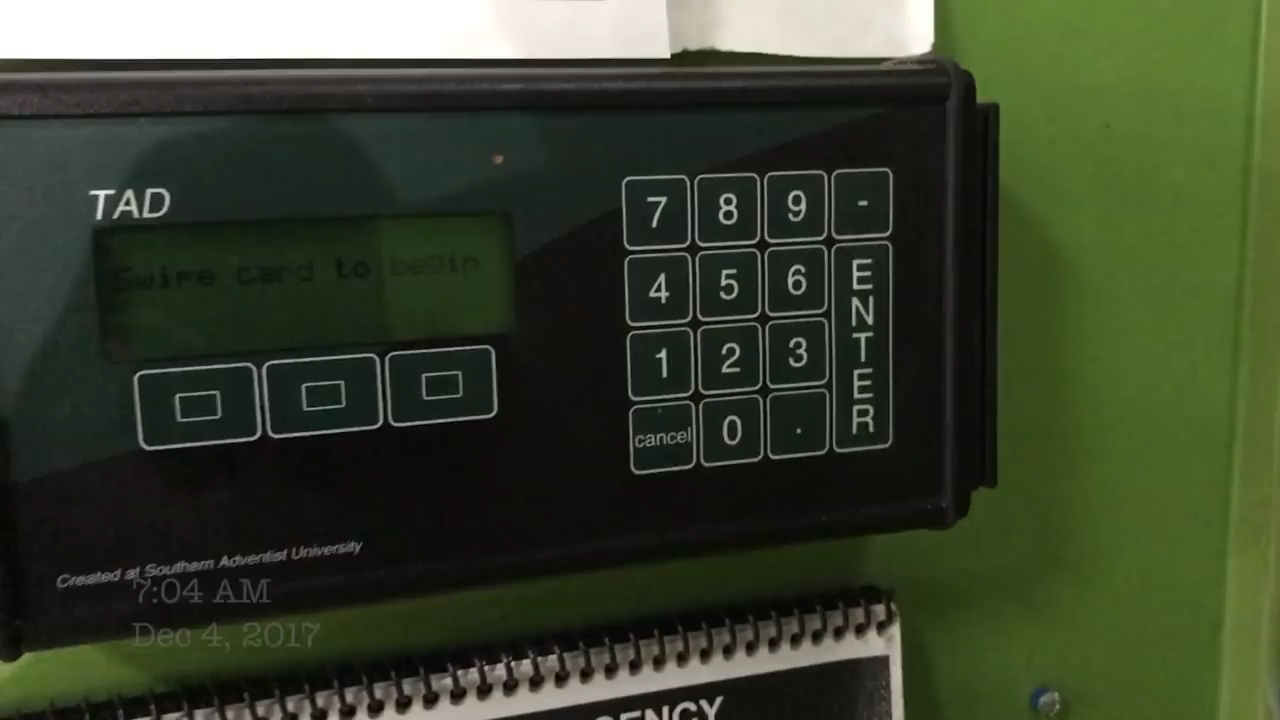 TAD
Swipe card to begin
7 8 9 -
4 5 6
1 2 3
cancel 0 .
ENTER
Created at Southern Adventist University
7:04 AM
Dec 4, 2017